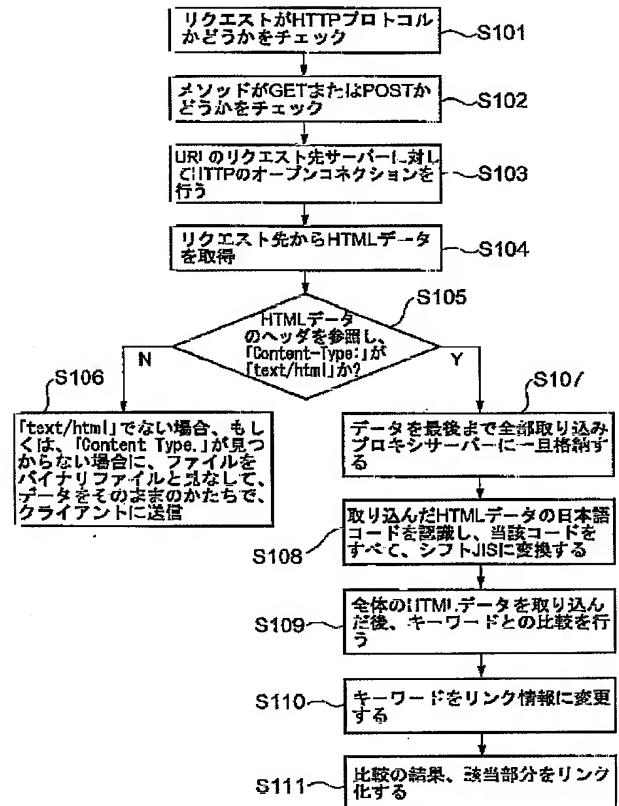 リクエストがHTTPプロトコル
かどうかをチェック
S101
メソッドがGETまたはPOSTか
どうかをチェック
S102
URIのリクエスト先サーバーに対し
てHTTPのオープンコネクションを
行う
S103
リクエスト先からHTMLデータ
を取得
S104
S105
HTMLデータ
のヘッダを参照し、
「Content-Type:」が
「text/html」か?
N
Y
S106
「text/html」でない場合、もし
くは、「Content Type.」が見つ
からない場合に、ファイルを
バイナリファイルと見なして、
データをそのままのかたちで、
クライアントに送信
S107
データを最後まで全部取り込み
プロキシサーバーに一旦格納す
る
取り込んだHTMLデータの日本語
コードを認識し、当該コードを
すべて、シフトJISに変換する
S108
全体のHTMLデータを取り込ん
だ後、キーワードとの比較を行
う
S109
キーワードをリンク情報に変更
する
S110
比較の結果、該当部分をリンク
化する
S111